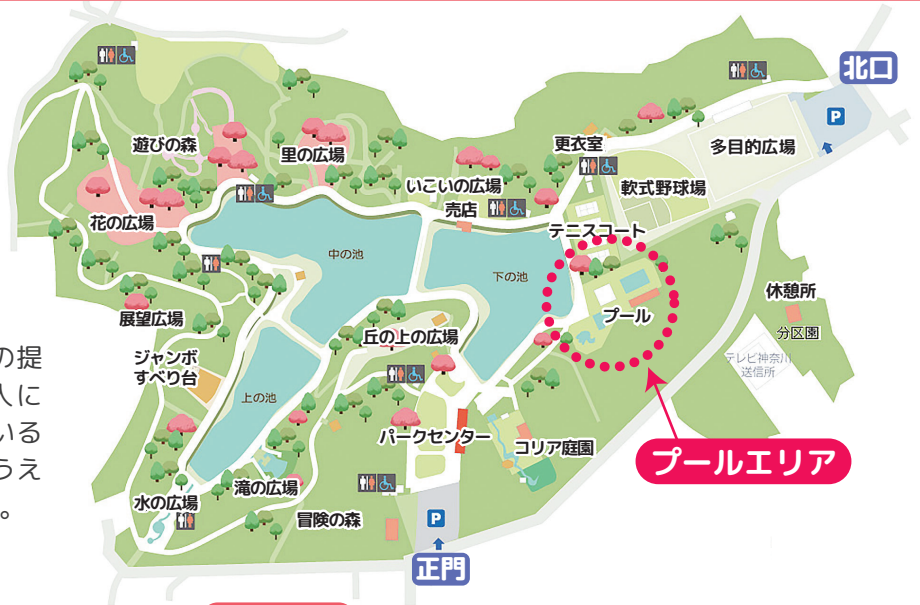 北口
P
多目的広場
更衣室
軟式野球場
遊びの森
里の広場
いこいの広場
売店
テニスコート
花の広場
中の池
下の池
プール
休憩所
分区園
テレビ神奈川
送信所
展望広場
丘の上の広場
ジャンボ
すべり台
上の池
パークセンター
コリア庭園
プールエリア
滝の広場
水の広場
冒険の森
P
正門
の提
人に
いる
うえ
。